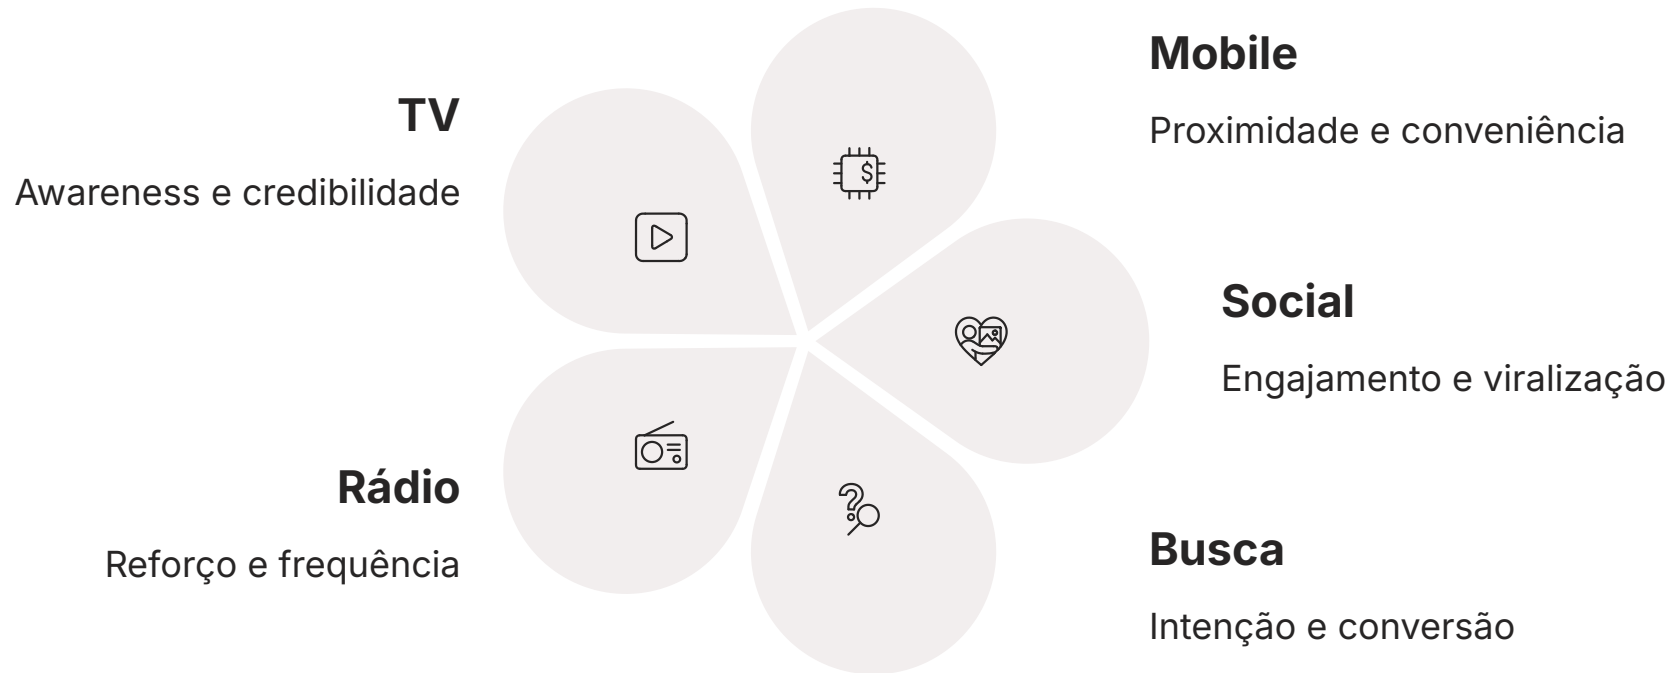 TV
Awareness e credibilidade
Rádio
Reforço e frequência
Mobile
Proximidade e conveniência
Social
Engajamento e viralização
Busca
Intenção e conversão
$
?